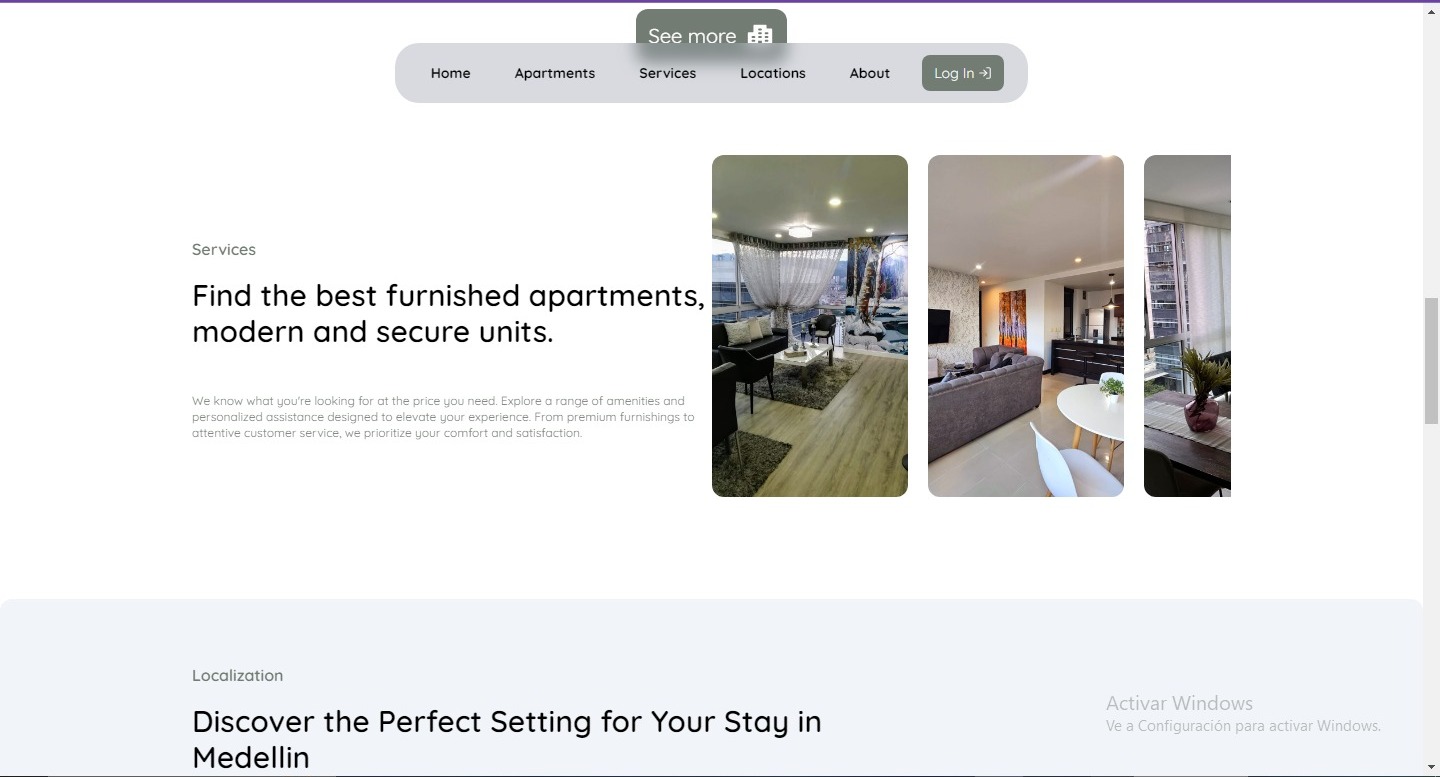 See more
Home Apartments Services Locations About Log In
Services
Find the best furnished apartments,
modern and secure units.
We know what you're looking for at the price you need. Explore a range of amenities and
personalized assistance designed to elevate your experience. From premium furnishings to
attentive customer service, we prioritize your comfort and satisfaction.
Localization
Discover the Perfect Setting for Your Stay in
Medellin
Activar Windows
Ve a Configuración para activar Windows.